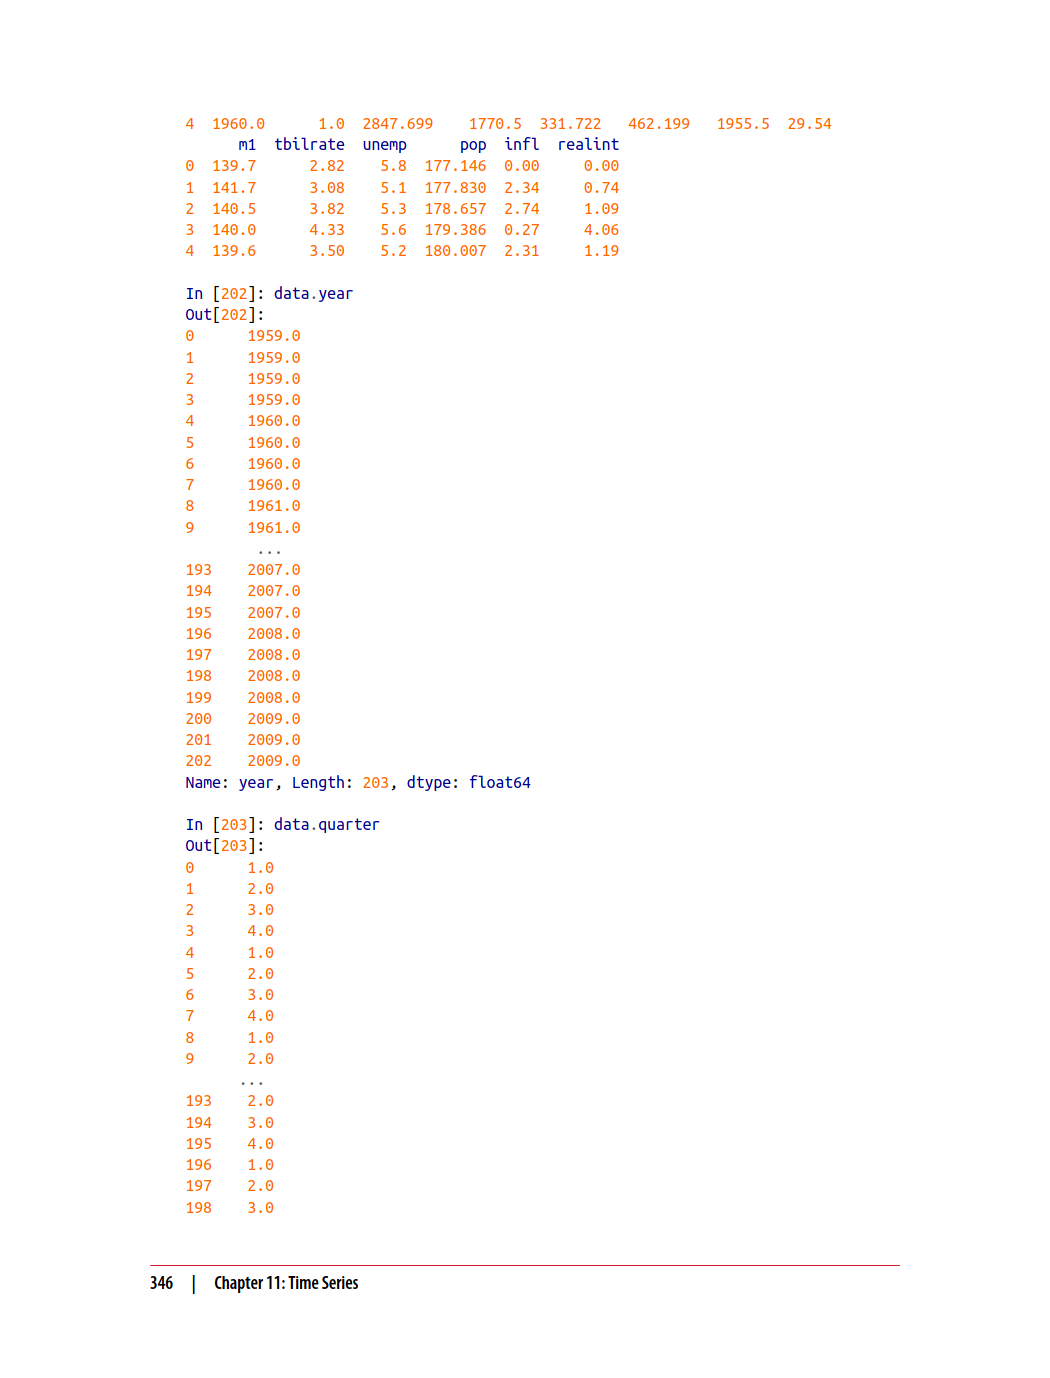 4  1960.0      1.0  2847.699    1770.5  331.722   462.199   1955.5  29.54
      m1  tbilrate  unemp      pop  infl  realint
0  139.7      2.82    5.8  177.146  0.00     0.00
1  141.7      3.08    5.1  177.830  2.34     0.74
2  140.5      3.82    5.3  178.657  2.74     1.09
3  140.0      4.33    5.6  179.386  0.27     4.06
4  139.6      3.50    5.2  180.007  2.31     1.19
In [202]: data.year
Out[202]:
0      1959.0
1      1959.0
2      1959.0
3      1959.0
4      1960.0
5      1960.0
6      1960.0
7      1960.0
8      1961.0
9      1961.0
        ...
193    2007.0
194    2007.0
195    2007.0
196    2008.0
197    2008.0
198    2008.0
199    2008.0
200    2009.0
201    2009.0
202    2009.0
Name: year, Length: 203, dtype: float64
In [203]: data.quarter
Out[203]:
0      1.0
1      2.0
2      3.0
3      4.0
4      1.0
5      2.0
6      3.0
7      4.0
8      1.0
9      2.0
      ...
193    2.0
194    3.0
195    4.0
196    1.0
197    2.0
198    3.0
346 | Chapter 11: Time Series